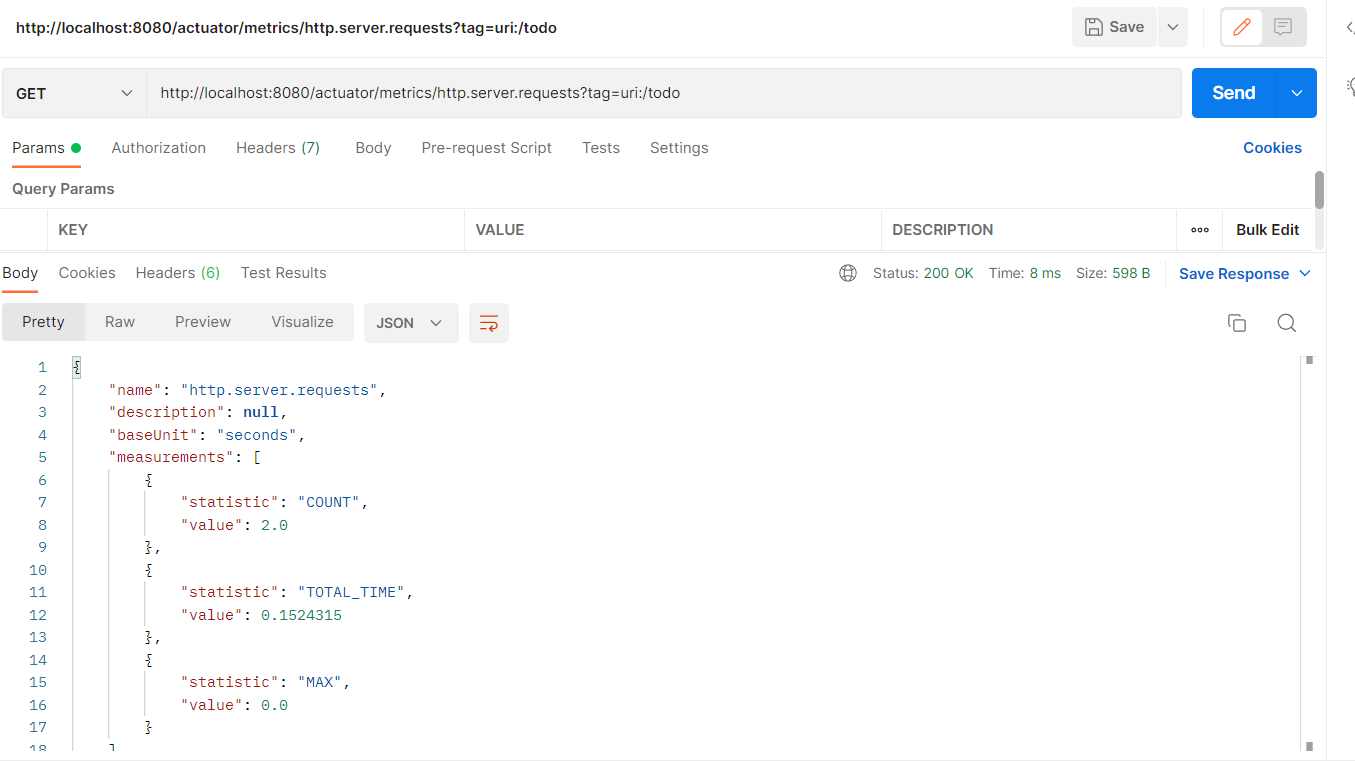 http://localhost:8080/actuator/metrics/http.server.requests?tag=uri:/todo Save
GET http://localhost:8080/actuator/metrics/http.server.requests?tag=uri:/todo Send
Params Authorization Headers (7) Body Pre-request Script Tests Settings Cookies
Query Params
KEY VALUE DESCRIPTION ooo Bulk Edit
Body Cookies Headers (6) Test Results Status: 200 OK Time: 8 ms Size: 598 B Save Response
Pretty Raw Preview Visualize JSON
1 {
2 "name": "http.server.requests",
3 "description": null,
4 "baseUnit": "seconds",
5 "measurements": [
6 {
7 "statistic": "COUNT",
8 "value": 2.0
9 },
10 {
11 "statistic": "TOTAL_TIME",
12 "value": 0.1524315
13 },
14 {
15 "statistic": "MAX",
16 "value": 0.0
17 }
18 ]